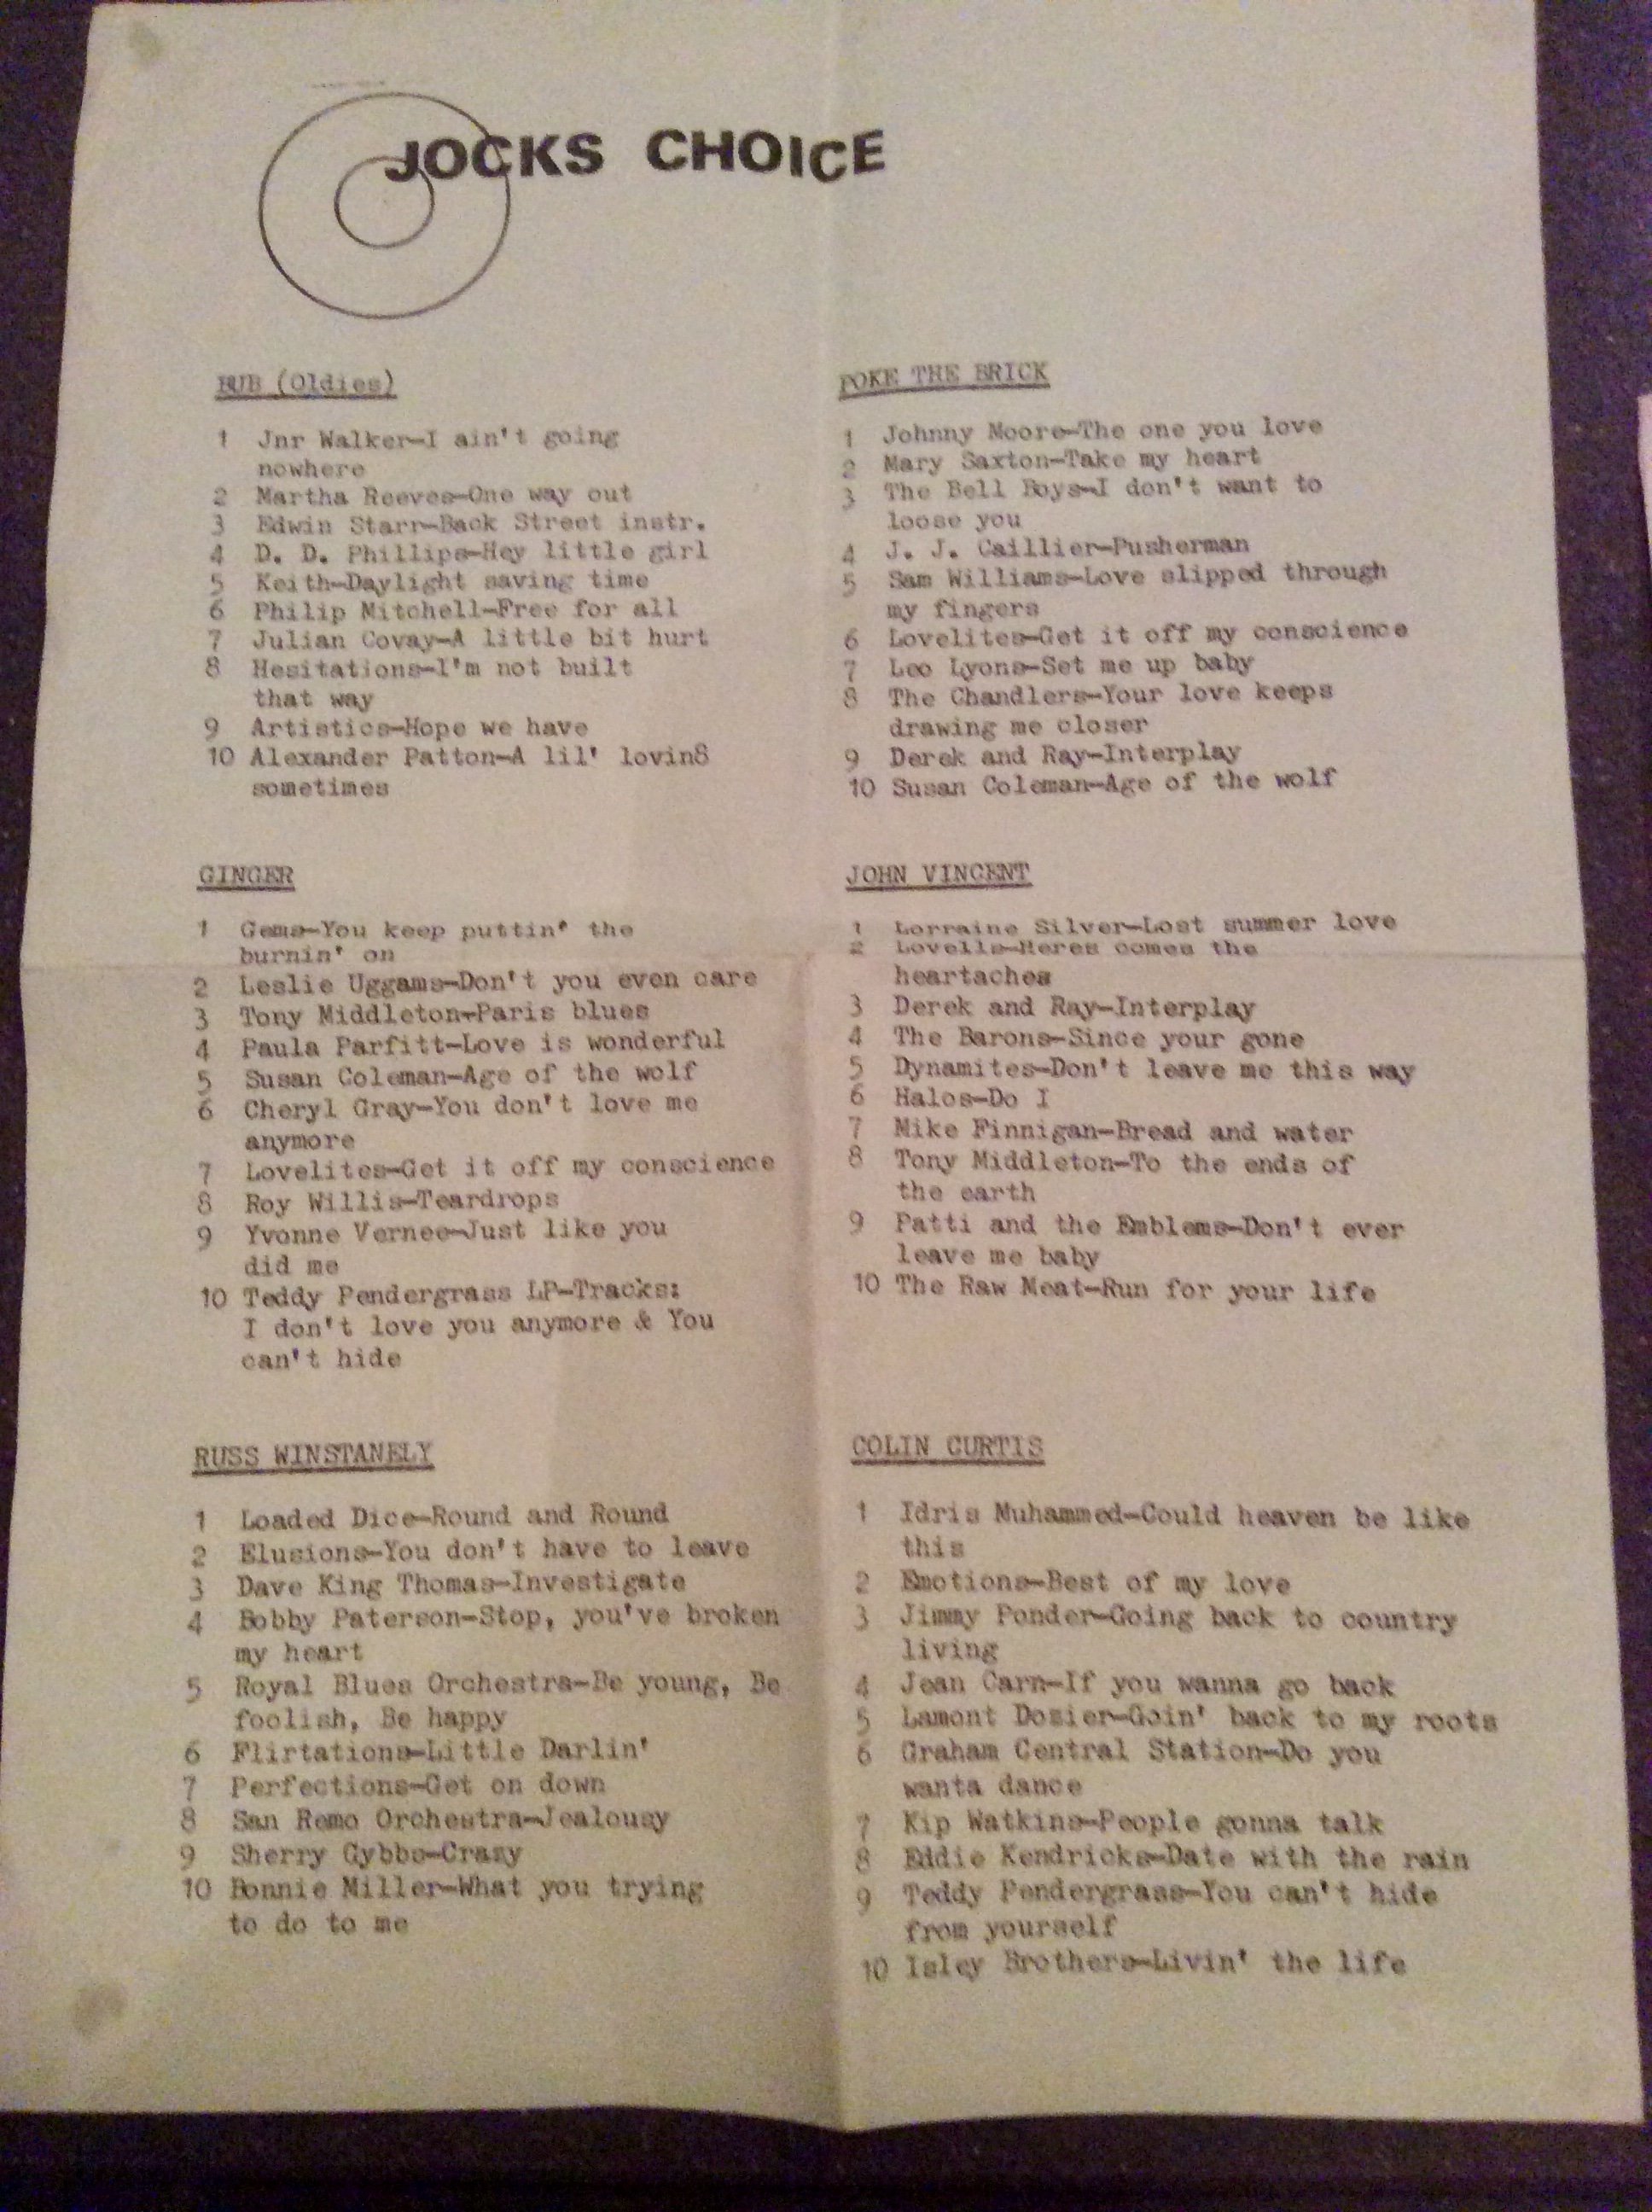 JOCKS CHOICE
BUB (Oldies)
1 Jnr Walker-I ain't going
nowhere
2 Martha Reeves-One way out
3 Edwin Starr-Back Street instr.
4 D. D. Phillips-Hey little girl
5 Keith-Daylight saving time
6 Philip Mitchell-Free for all
7 Julian Covay-A little bit hurt
8 Hesitations-I'm not built
that way
9 Artistics-Hope we have
10 Alexander Patton-A lil' lovin8
sometimes
POKE THE BRICK
1 Johnny Moore-The one you love
2 Mary Saxton-Take my heart
3 The Bell Boys-I don't want to
loose you
4 J. J. Caillier-Pusherman
5 Sam Williams-Love slipped through
my fingers
6 Lovelites-Get it off my conscience
7 Leo Lyons-Set me up baby
8 The Chandlers-Your love keeps
drawing me closer
9 Derek and Ray-Interplay
10 Susan Coleman-Age of the wolf
GINGER
1 Gems-You keep puttin' the
burnin' on
2 Leslie Uggams-Don't you even care
3 Tony Middleton-Paris blues
4 Paula Parfitt-Love is wonderful
5 Susan Coleman-Age of the wolf
6 Cheryl Gray-You don't love me
anymore
7 Lovelites-Get it off my conscience
8 Roy Willis-Teardrops
9 Yvonne Vernee-Just like you
did me
10 Teddy Pendergrass LP-Tracks:
I don't love you anymore & You
can't hide
JOHN VINCENT
1 Lorraine Silver-Lost summer love
2 Lovells-Heres comes the
heartaches
3 Derek and Ray-Interplay
4 The Barons-Since your gone
5 Dynamites-Don't leave me this way
6 Halos-Do I
7 Mike Finnigan-Bread and water
8 Tony Middleton-To the ends of
the earth
9 Patti and the Emblems-Don't ever
leave me baby
10 The Raw Meat-Run for your life
RUSS WINSTANELY
1 Loaded Dice-Round and Round
2 Elusions-You don't have to leave
3 Dave King Thomas-Investigate
4 Bobby Paterson-Stop, you've broken
my heart
5 Royal Blues Orchestra-Be young, Be
foolish, Be happy
6 Flirtations-Little Darlin'
7 Perfections-Get on down
8 San Remo Orchestra-Jealousy
9 Sherry Gybbs-Crazy
10 Bonnie Miller-What you trying
to do to me
COLIN CURTIS
1 Idris Muhammed-Could heaven be like
this
2 Emotions-Best of my love
3 Jimmy Ponder-Going back to country
living
4 Jean Carn-If you wanna go back
5 Lamont Dozier-Goin' back to my roots
6 Graham Central Station-Do you
wanta dance
7 Kip Watkins-People gonna talk
8 Eddie Kendricks-Date with the rain
9 Teddy Pendergrass-You can't hide
from yourself
10 Isley Brothers-Livin' the life